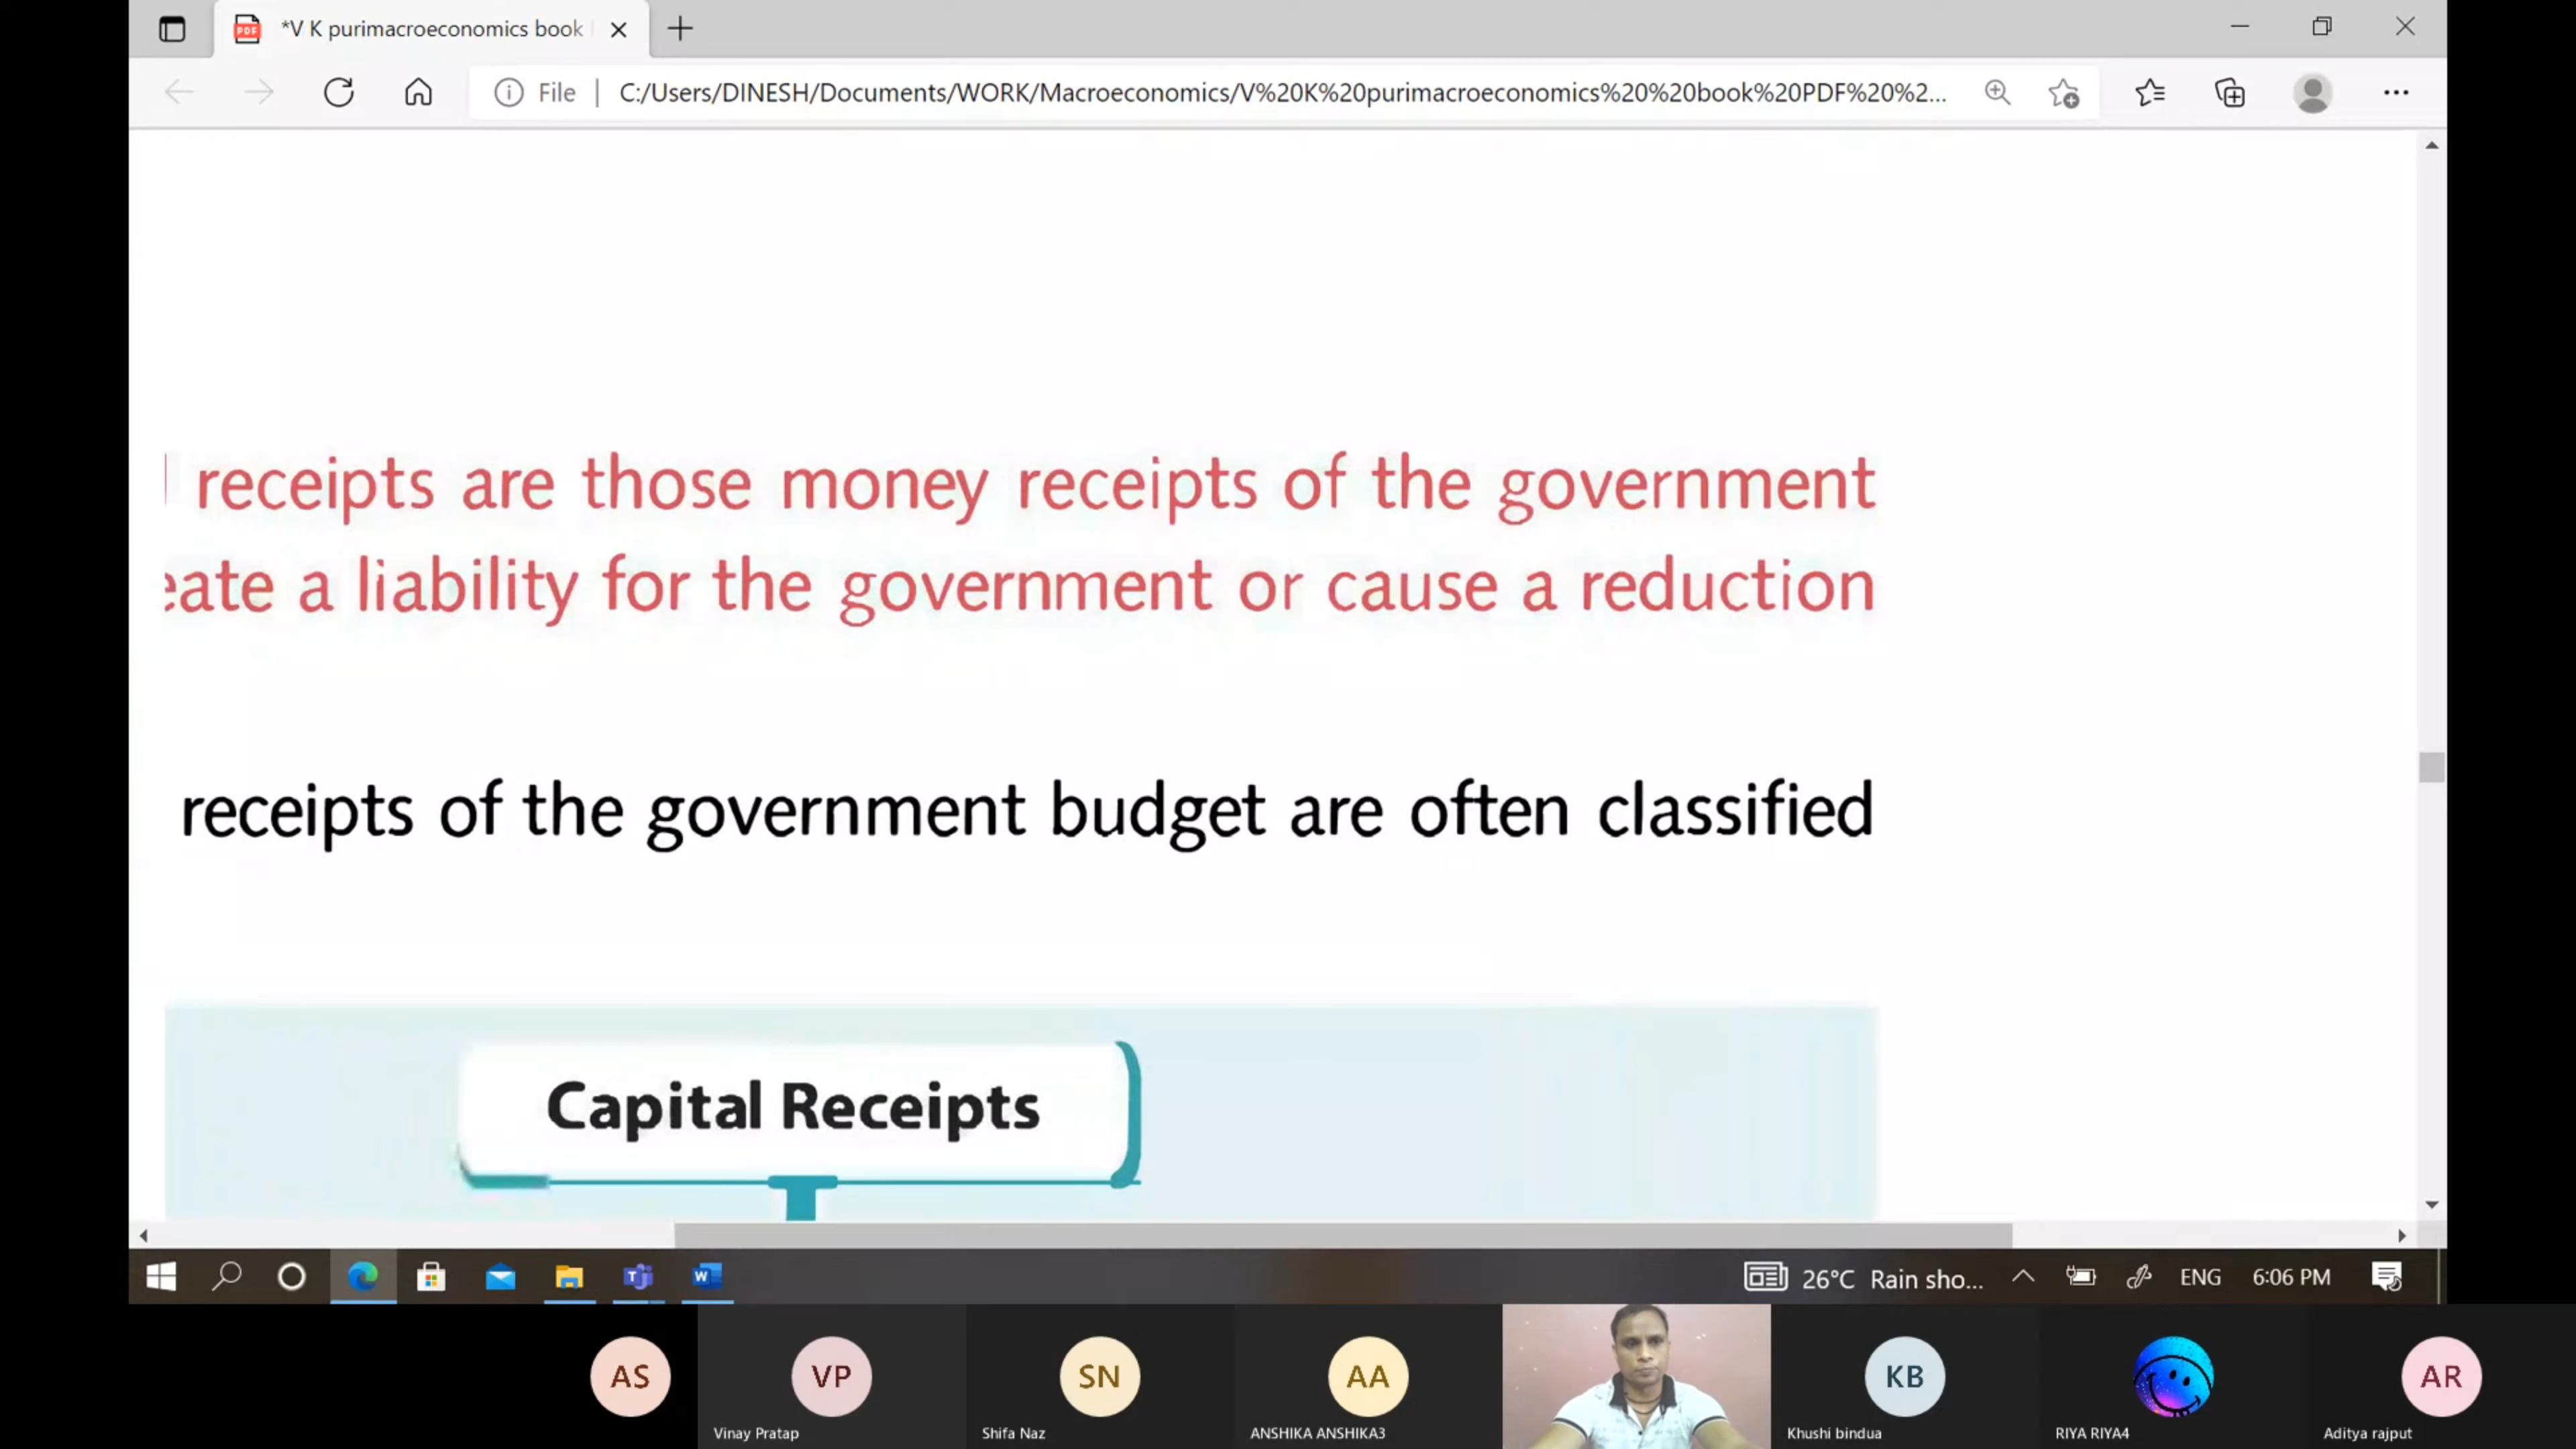 *V K purimacroeconomics book
File
C:/Users/DINESH/Documents/WORK/Macroeconomics/V%20K%20purimacroeconomics%20%20book%20PDF%20%2...
receipts are those money receipts of the government
eate a liability for the government or cause a reduction
receipts of the government budget are often classified
Capital Receipts
26°C Rain sho...
ENG
6:06 PM
AS
VP
SN
AA
KB
AR
Vinay Pratap
Shifa Naz
ANSHIKA ANSHIKA3
Khushi bindua
RIYA RIYA4
Aditya rajput